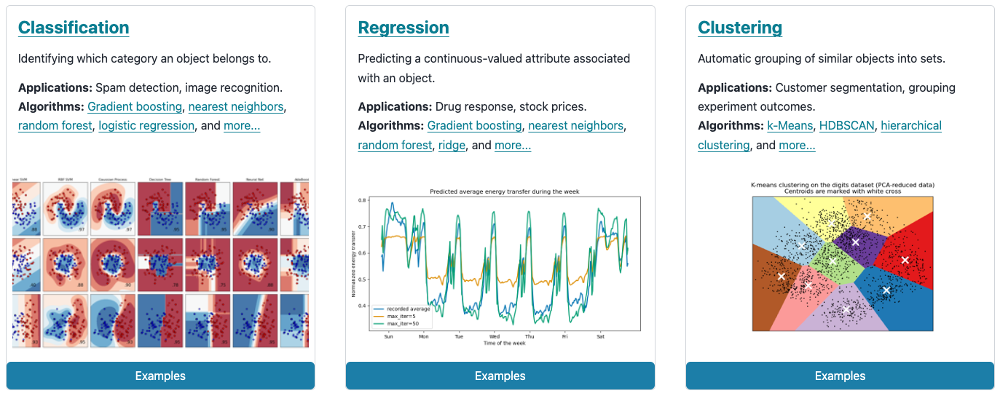 Classification
Identifying which category an object belongs to.
Applications: Spam detection, image recognition.
Algorithms: Gradient boosting, nearest neighbors,
random forest, logistic regression, and more...
RBF SVM
Gaussian Process
Decision Tree
Random Forest
Neural Net
Examples
Regression
Predicting a continuous-valued attribute associated
with an object.
Applications: Drug response, stock prices.
Algorithms: Gradient boosting, nearest neighbors,
random forest, ridge, and more...
Predicted average energy transfer during the week
Normalized energy transfer
0.8
0.7
0.6
0.5
0.4
recorded average
max_iter=5
max_iter=50
Sun Mon Tue Wed Thu Fri Sat
Time of the week
Examples
Clustering
Automatic grouping of similar objects into sets.
Applications: Customer segmentation, grouping
experiment outcomes.
Algorithms: k-Means, HDBSCAN, hierarchical
clustering, and more...
K-means clustering on the digits dataset (PCA-reduced data)
Centroids are marked with white cross
Examples